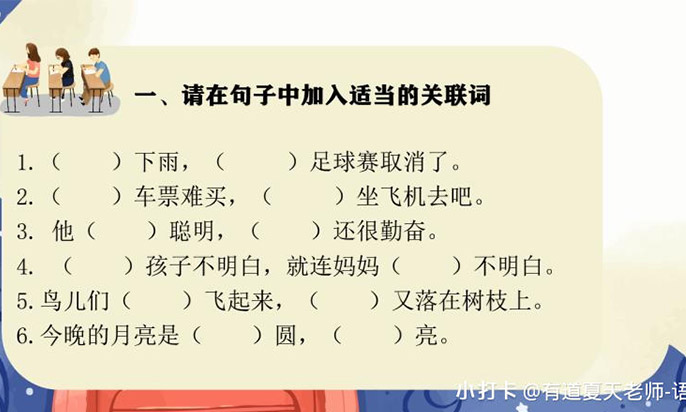 一、请在句子中加入适当的关联词
1.（    ）下雨，（    ）足球赛取消了。
2.（    ）车票难买，（    ）坐飞机去吧。
3. 他（    ）聪明，（    ）还很勤奋。
4. （    ）孩子不明白，就连妈妈（    ）不明白。
5.鸟儿们（    ）飞起来，（    ）又落在树枝上。
6.今晚的月亮是（    ）圆，（    ）亮。
小打卡@有道夏天老师-语